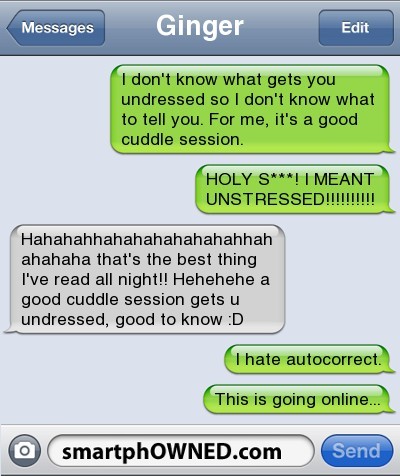 Messages
Ginger
Edit
I don't know what gets you
undressed so I don't know what
to tell you. For me, it's a good
cuddle session.
HOLY S***! I MEANT
UNSTRESSED!!!!!!!!!!
Hahahahhahahahahahahahhah
ahahaha that's the best thing
I've read all night!! Hehehehe a
good cuddle session gets u
undressed, good to know :D
I hate autocorrect.
This is going online...
smartphOWNED.com
Send